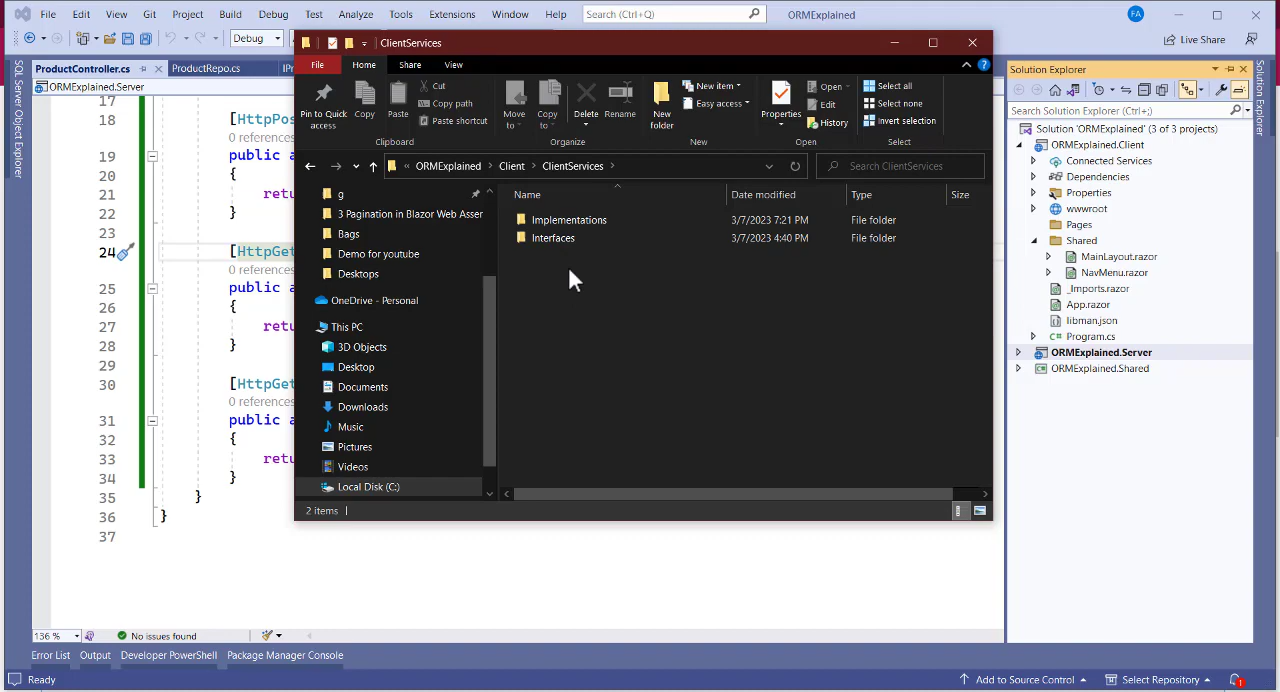 File Edit View Git Project Build Debug Test Analyze Tools Extensions Window Help Search (Ctrl+Q) ORMExplained FA
Debug Live Share
ProductController.cs ProductRepo.cs
ORMExplained.Server
SQL Server Object Explorer
17
18 [HttpPos
0 references
19 public a
20 {
21 retu
22 }
23
24 [HttpGet
0 references
25 public a
26 {
27 retu
28 }
29
30 [HttpGet
0 references
31 public a
32 {
33 retu
34 }
35 }
36 }
37
136 % No issues found
Error List Output Developer PowerShell Package Manager Console
Ready Add to Source Control Select Repository 1
ClientServices
File Home Share View
Pin to Quick access
Copy
Paste
Cut
Copy path
Paste shortcut
Clipboard
Move to
Copy to
Delete
Rename
Organize
New folder
New item
Easy access
New
Properties
Open
Edit
History
Open
Select all
Select none
Invert selection
Select
« ORMExplained Client ClientServices Search ClientServices
g
3 Pagination in Blazor Web Asser
Bags
Demo for youtube
Desktops
OneDrive - Personal
This PC
3D Objects
Desktop
Documents
Downloads
Music
Pictures
Videos
Local Disk (C:)
Name Date modified Type Size
Implementations 3/7/2023 7:21 PM File folder
Interfaces 3/7/2023 4:40 PM File folder
2 items
Solution Explorer
Search Solution Explorer (Ctrl+;)
Solution 'ORMExplained' (3 of 3 projects)
ORMExplained.Client
Connected Services
Dependencies
Properties
wwwroot
Pages
Shared
MainLayout.razor
NavMenu.razor
_Imports.razor
App.razor
libman.json
Program.cs
ORMExplained.Server
ORMExplained.Shared
Google Explorer